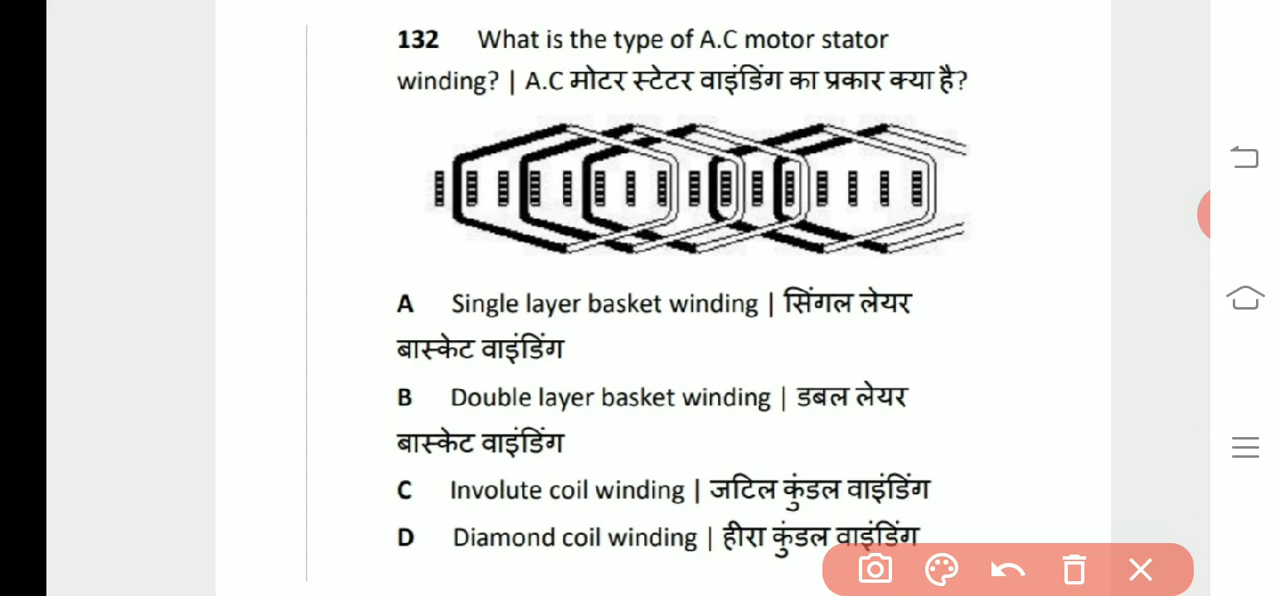 132 What is the type of A.C motor stator
winding? | A.C मोटर स्टेटर वाइंडिंग का प्रकार क्या है?
A Single layer basket winding | सिंगल लेयर
बास्केट वाइंडिंग
B Double layer basket winding | डबल लेयर
बास्केट वाइंडिंग
C Involute coil winding | जटिल कुंडल वाइंडिंग
D Diamond coil winding | हीरा कुंडल वाइंडिंग